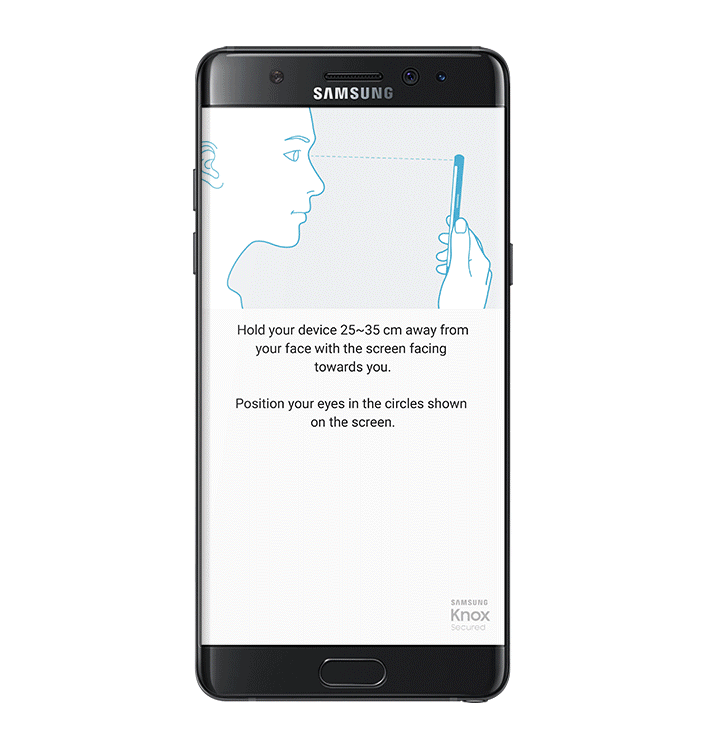 SAMSUNG
Hold your device 25~35 cm away from
your face with the screen facing
towards you.
Position your eyes in the circles shown
on the screen.
SAMSUNG
Knox
Secured